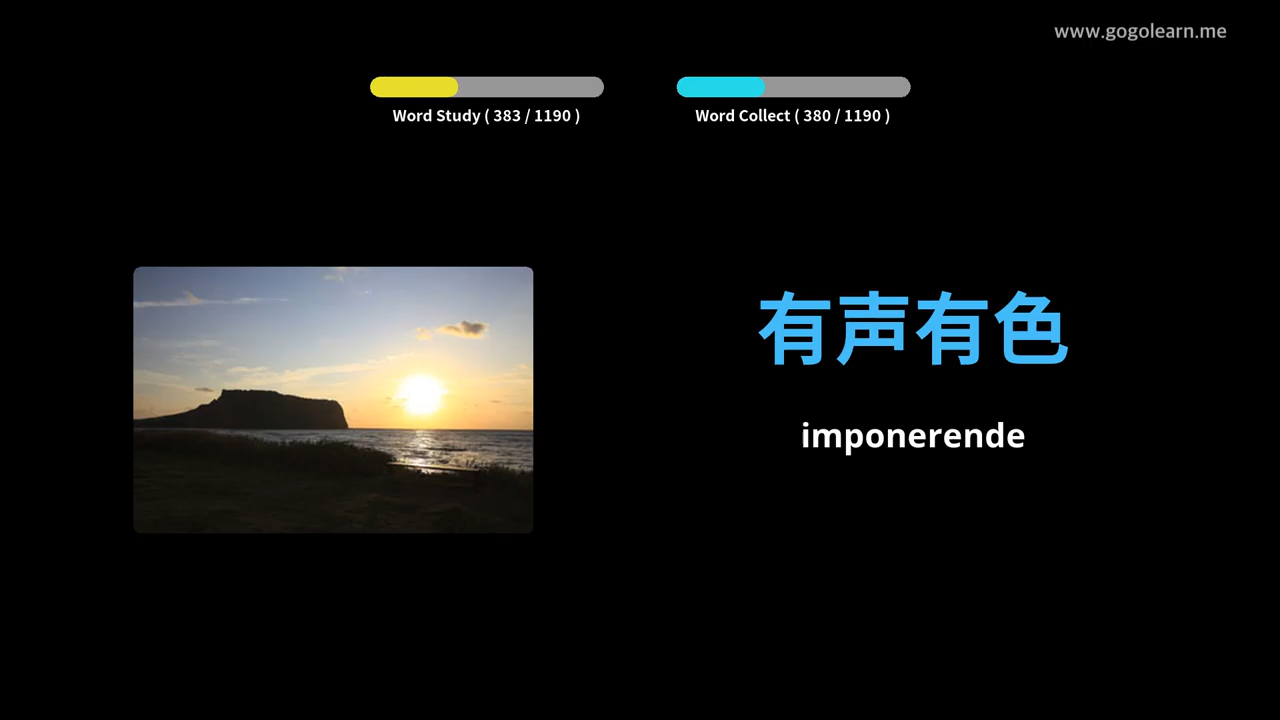 www.gogolearn.me
Word Study ( 383 / 1190 )
Word Collect ( 380 / 1190 )
有声有色
imponerende